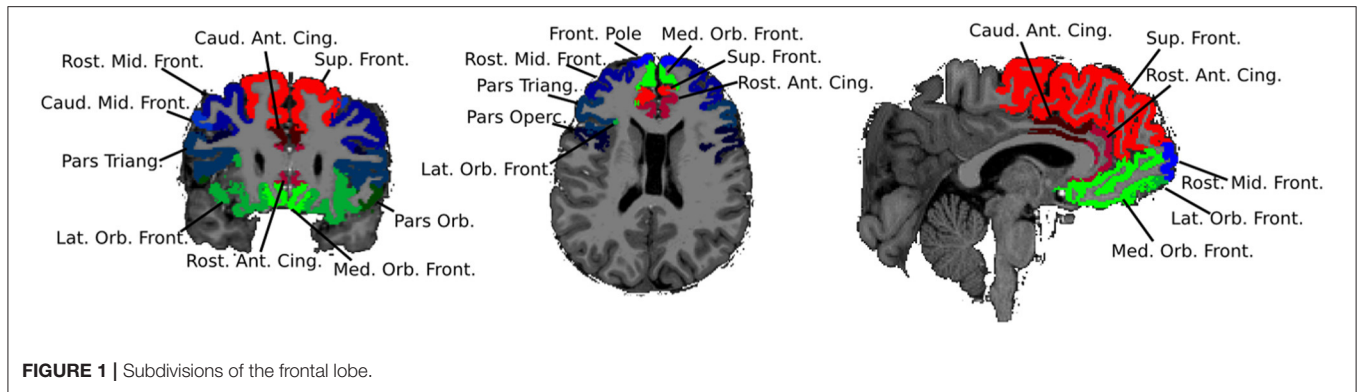 Caud. Ant. Cing.
Sup. Front.
Rost. Mid. Front.
Caud. Mid. Front.
Pars Triang.
Lat. Orb. Front.
Rost. Ant. Cing.
Med. Orb. Front.
Pars Orb.
Front. Pole
Med. Orb. Front.
Rost. Mid. Front.
Sup. Front.
Pars Triang.
Rost. Ant. Cing.
Pars Operc.
Lat. Orb. Front.
Caud. Ant. Cing.
Sup. Front.
Rost. Ant. Cing.
Rost. Mid. Front.
Lat. Orb. Front.
Med. Orb. Front.
FIGURE 1 | Subdivisions of the frontal lobe.